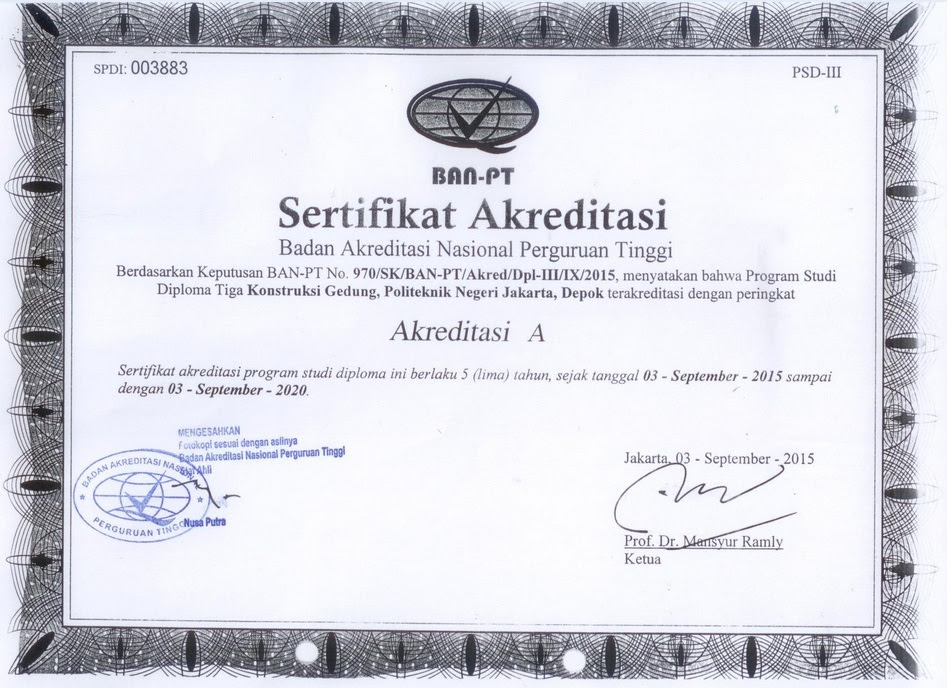 SPDI: 003883
PSD-III
BAN-PT
Sertifikat Akreditasi
Badan Akreditasi Nasional Perguruan Tinggi
Berdasarkan Keputusan BAN-PT No. 970/SK/BAN-PT/Akred/Dpl-III/IX/2015, menyatakan bahwa Program Studi
Diploma Tiga Konstruksi Gedung, Politeknik Negeri Jakarta, Depok terakreditasi dengan peringkat
Akreditasi A
Sertifikat akreditasi program studi diploma ini berlaku 5 (lima) tahun, sejak tanggal 03 - September - 2015 sampai
dengan 03 - September - 2020.
MENGESAHKAN
Fotokopi sesuai dengan aslinya
Badan Akreditasi Nasional Perguruan Tinggi
Ahli
BADAN AKREDITASI NASIONAL
PERGURUAN TINGGI
Nusa Putra
Jakarta, 03 - September - 2015
Prof. Dr. Mansyur Ramly
Ketua